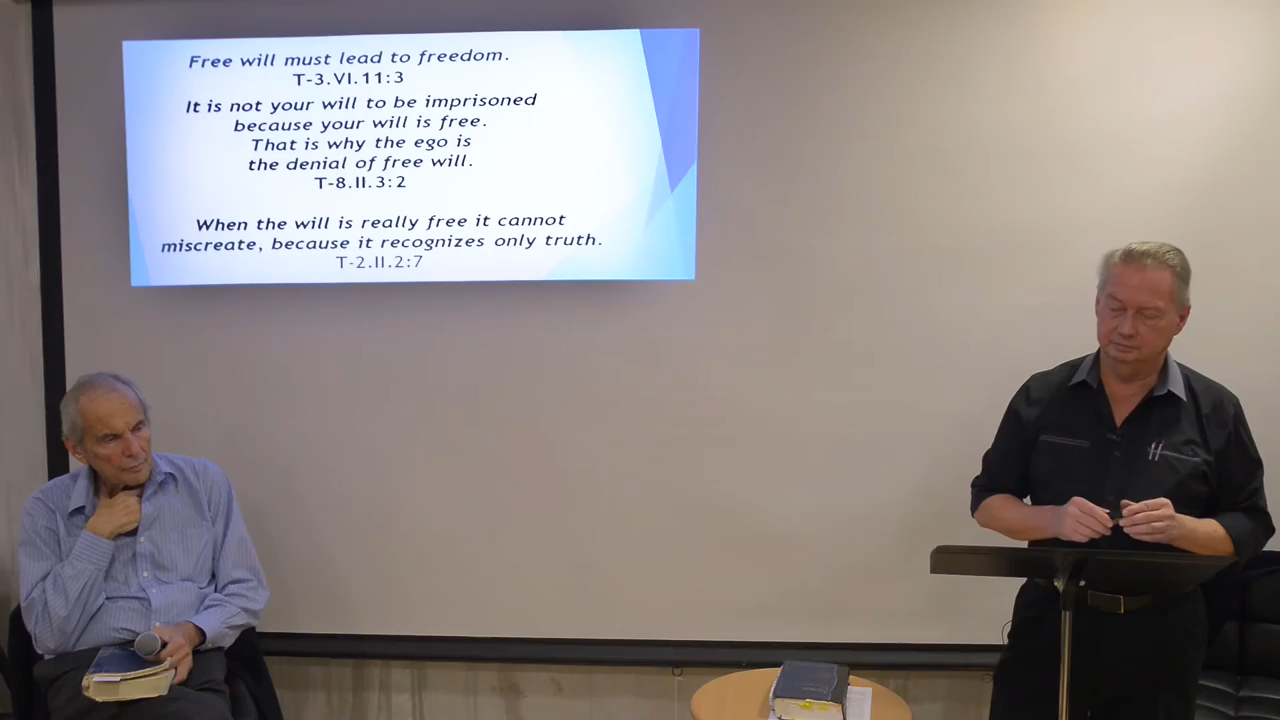 Free will must lead to freedom.
T-3.VI.11:3
It is not your will to be imprisoned
because your will is free.
That is why the ego is
the denial of free will.
T-8.II.3:2
When the will is really free it cannot
miscreate, because it recognizes only truth.
T-2.II.2:7